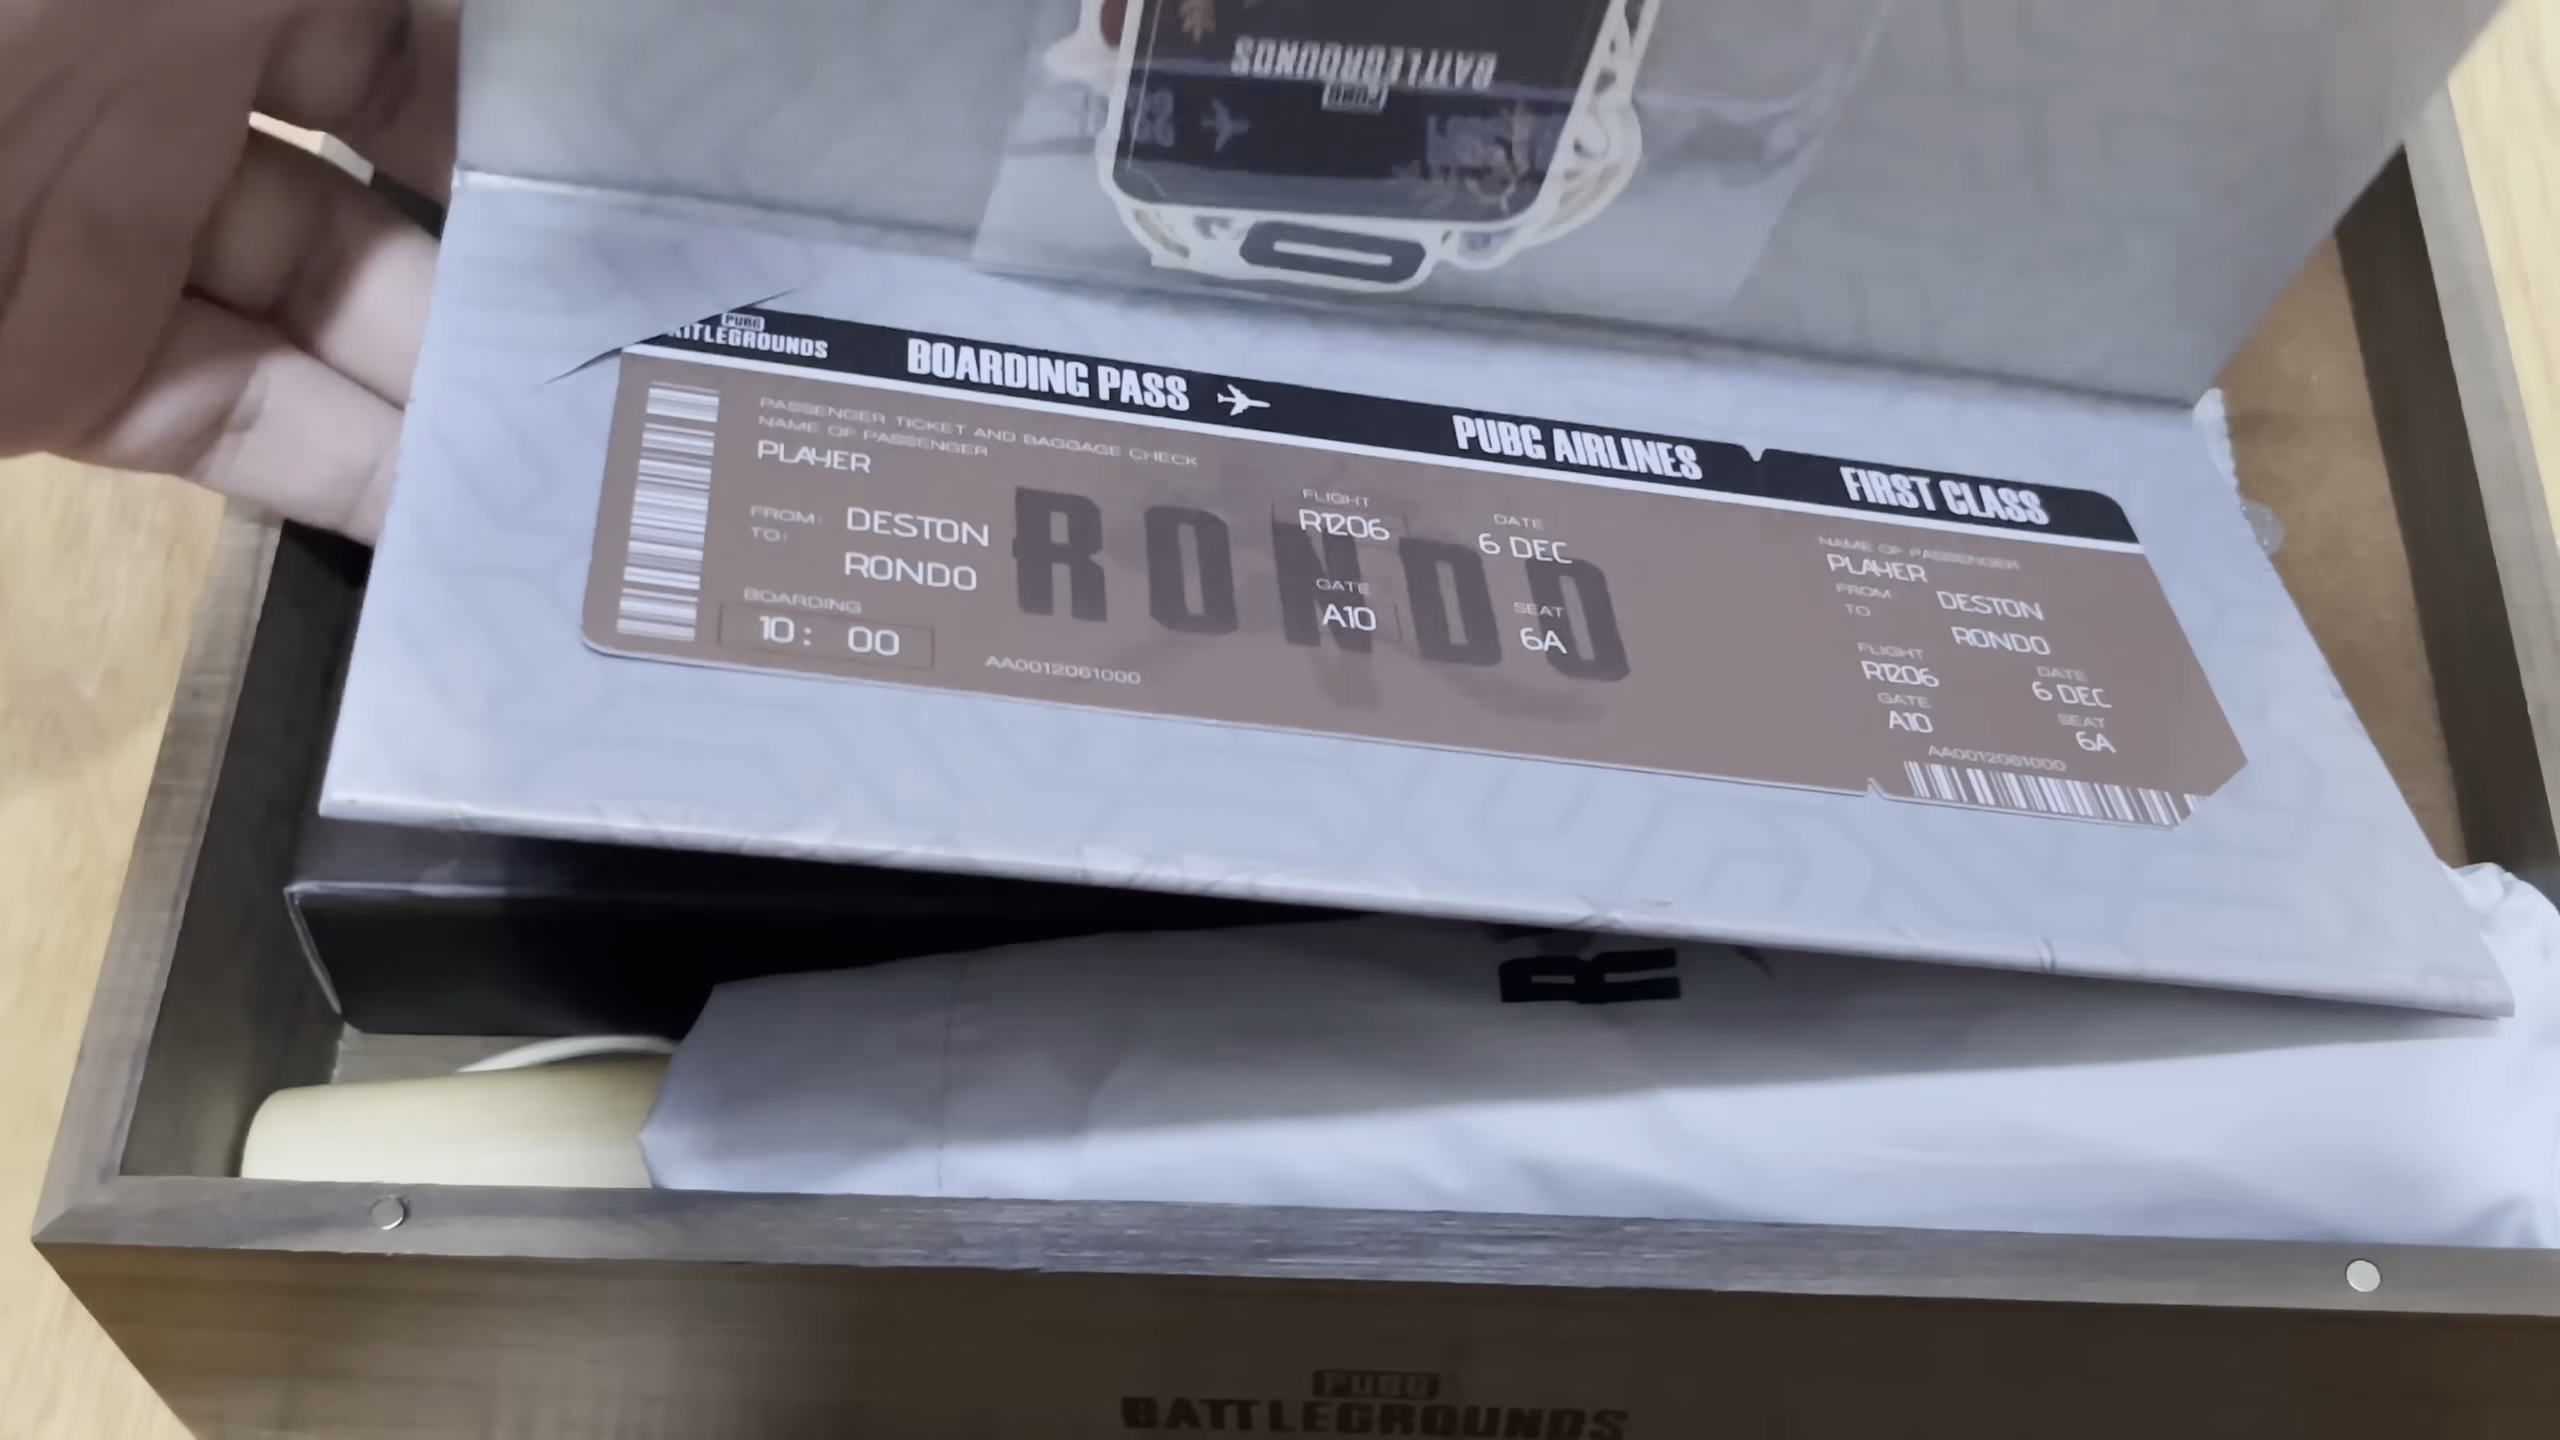 BATTLEGROUNDS
PUBG
PUBG
BATTLEGROUNDS
BOARDING PASS
PUBG AIRLINES
FIRST CLASS
PASSENGER TICKET AND BAGGAGE CHECK
NAME OF PASSENGER
PLAYER
FROM: DESTON
TO: RONDO
BOARDING
10: 00
AA0012061000
RONDO
FLIGHT
R1206
DATE
6 DEC
GATE
A10
SEAT
6A
NAME OF PASSENGER
PLAYER
FROM DESTON
TO RONDO
FLIGHT
R1206
DATE
6 DEC
GATE
A10
SEAT
6A
AA0012061000
R
PUBG
BATTLEGROUNDS